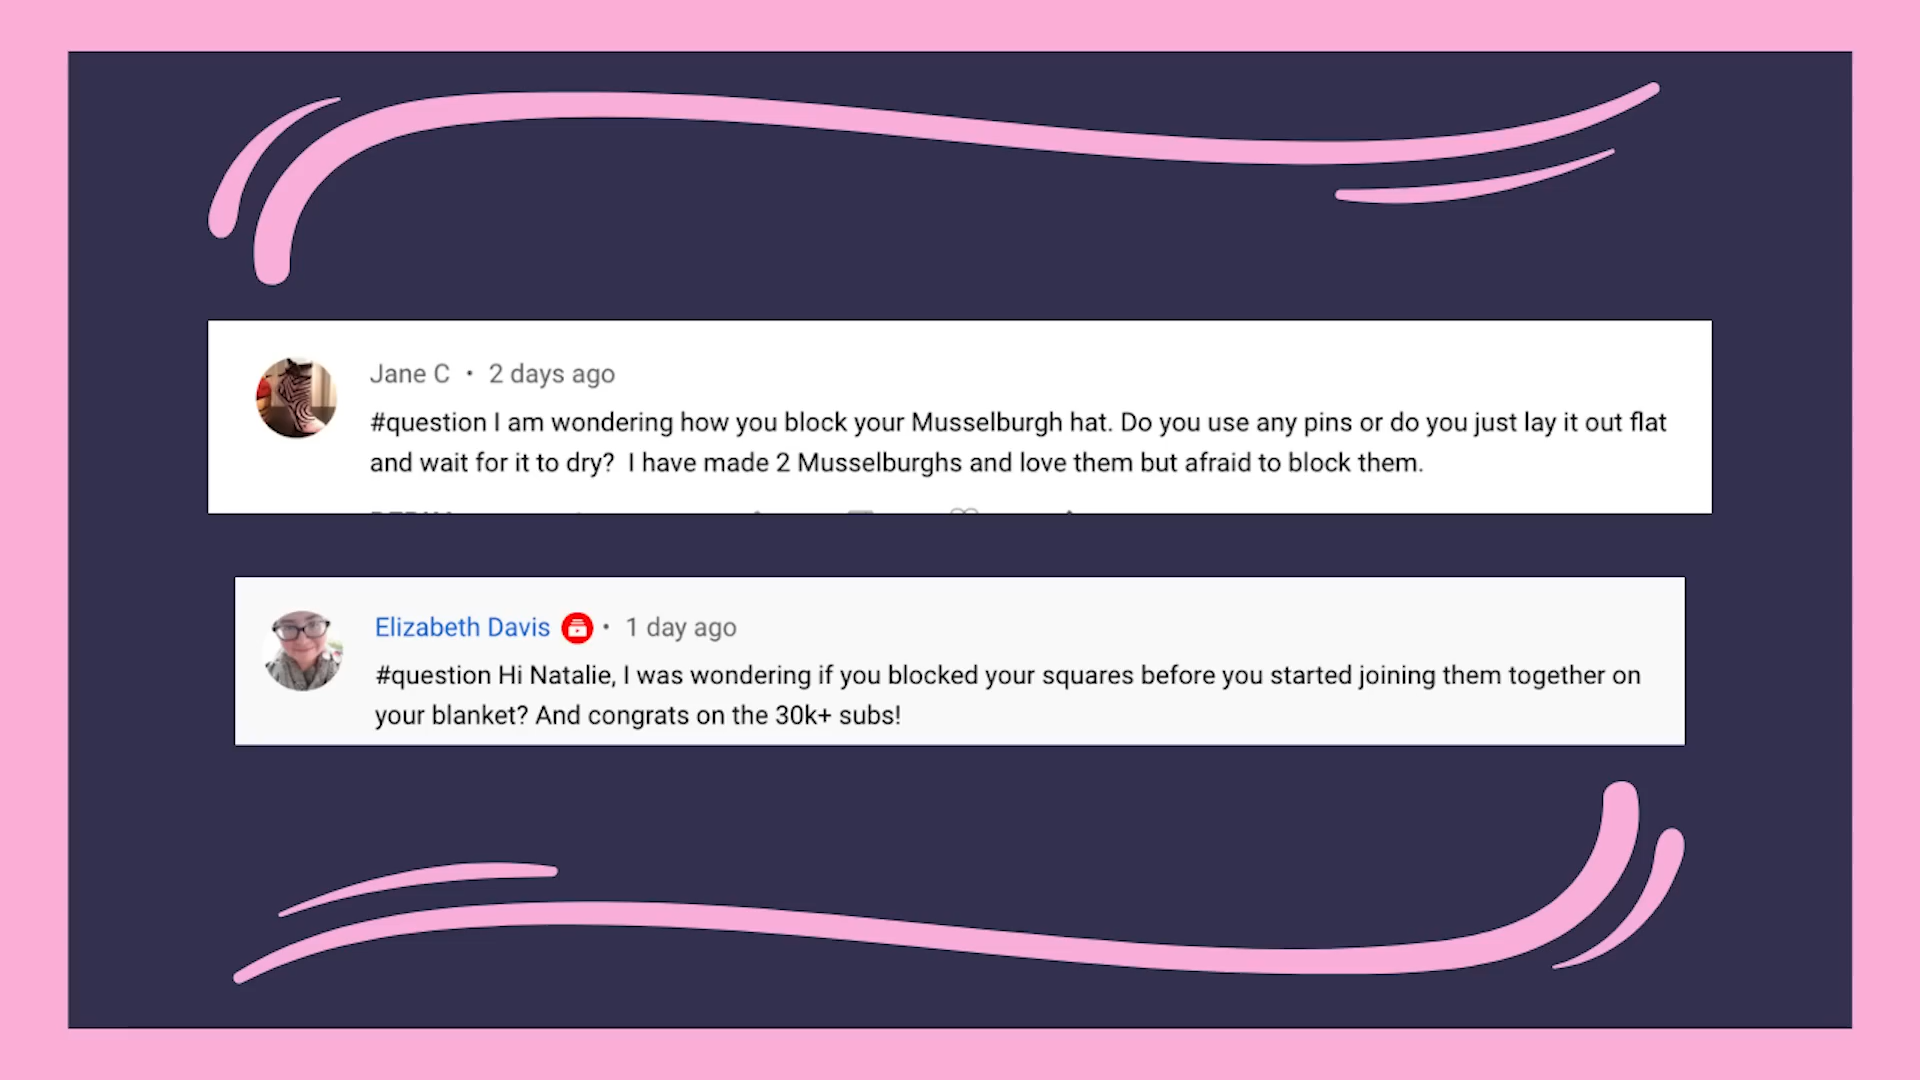 Jane C • 2 days ago
#question I am wondering how you block your Musselburgh hat. Do you use any pins or do you just lay it out flat
and wait for it to dry?  I have made 2 Musselburghs and love them but afraid to block them.
Elizabeth Davis • 1 day ago
#question Hi Natalie, I was wondering if you blocked your squares before you started joining them together on
your blanket? And congrats on the 30k+ subs!